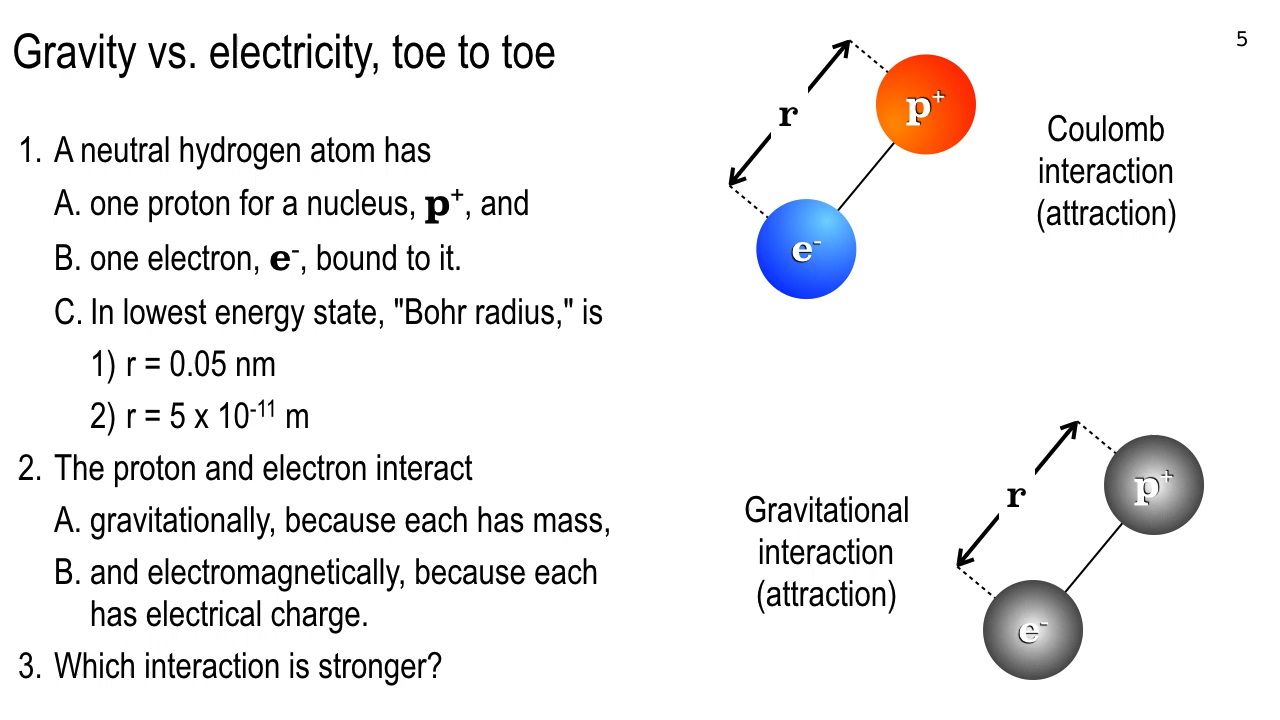 Gravity vs. electricity, toe to toe
5
1. A neutral hydrogen atom has
A. one proton for a nucleus, p⁺, and
B. one electron, e⁻, bound to it.
C. In lowest energy state, "Bohr radius," is
1) r = 0.05 nm
2) r = 5 x 10⁻¹¹ m
2. The proton and electron interact
A. gravitationally, because each has mass,
B. and electromagnetically, because each
has electrical charge.
3. Which interaction is stronger?
p⁺
r
e⁻
Coulomb
interaction
(attraction)
p⁺
r
e⁻
Gravitational
interaction
(attraction)